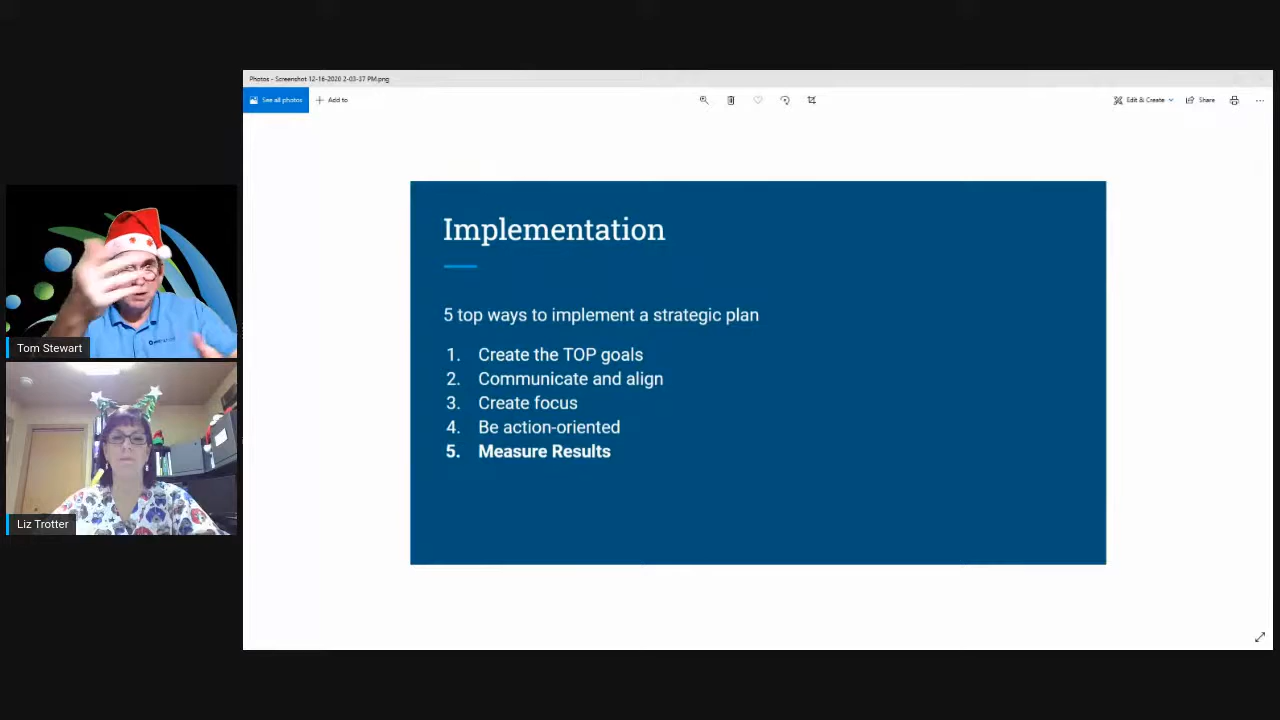 Photos - Screenshot 12-16-2020 2-03-37 PM.png
See all photos
Add to
Edit & Create
Share
Implementation
5 top ways to implement a strategic plan
1. Create the TOP goals
2. Communicate and align
3. Create focus
4. Be action-oriented
5. Measure Results
Tom Stewart
Liz Trotter